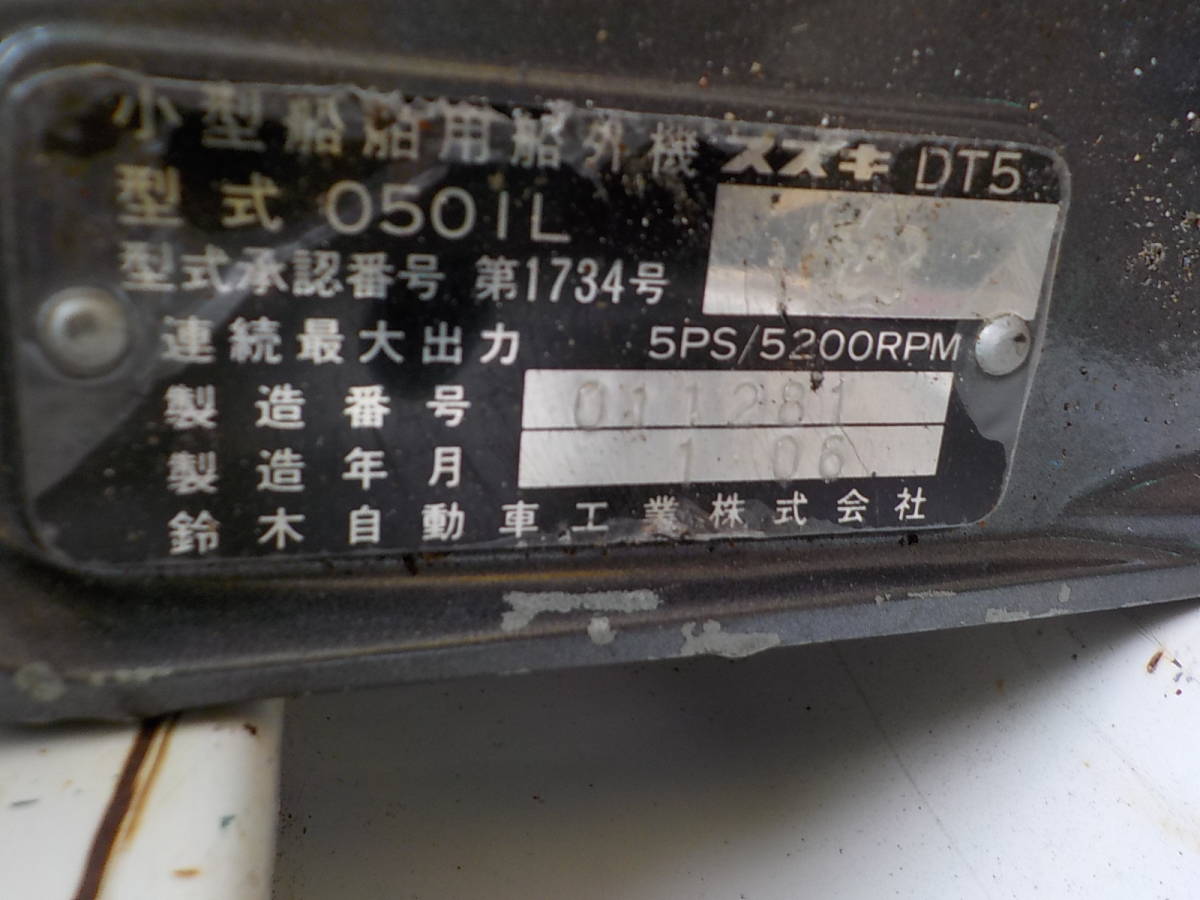 小型船舶用船外機 スズキ DT5
型式 0501L
型式承認番号 第1734号
連続最大出力 5PS/5200RPM
製造番号 011281
製造年月 1 06
鈴木自動車工業株式会社